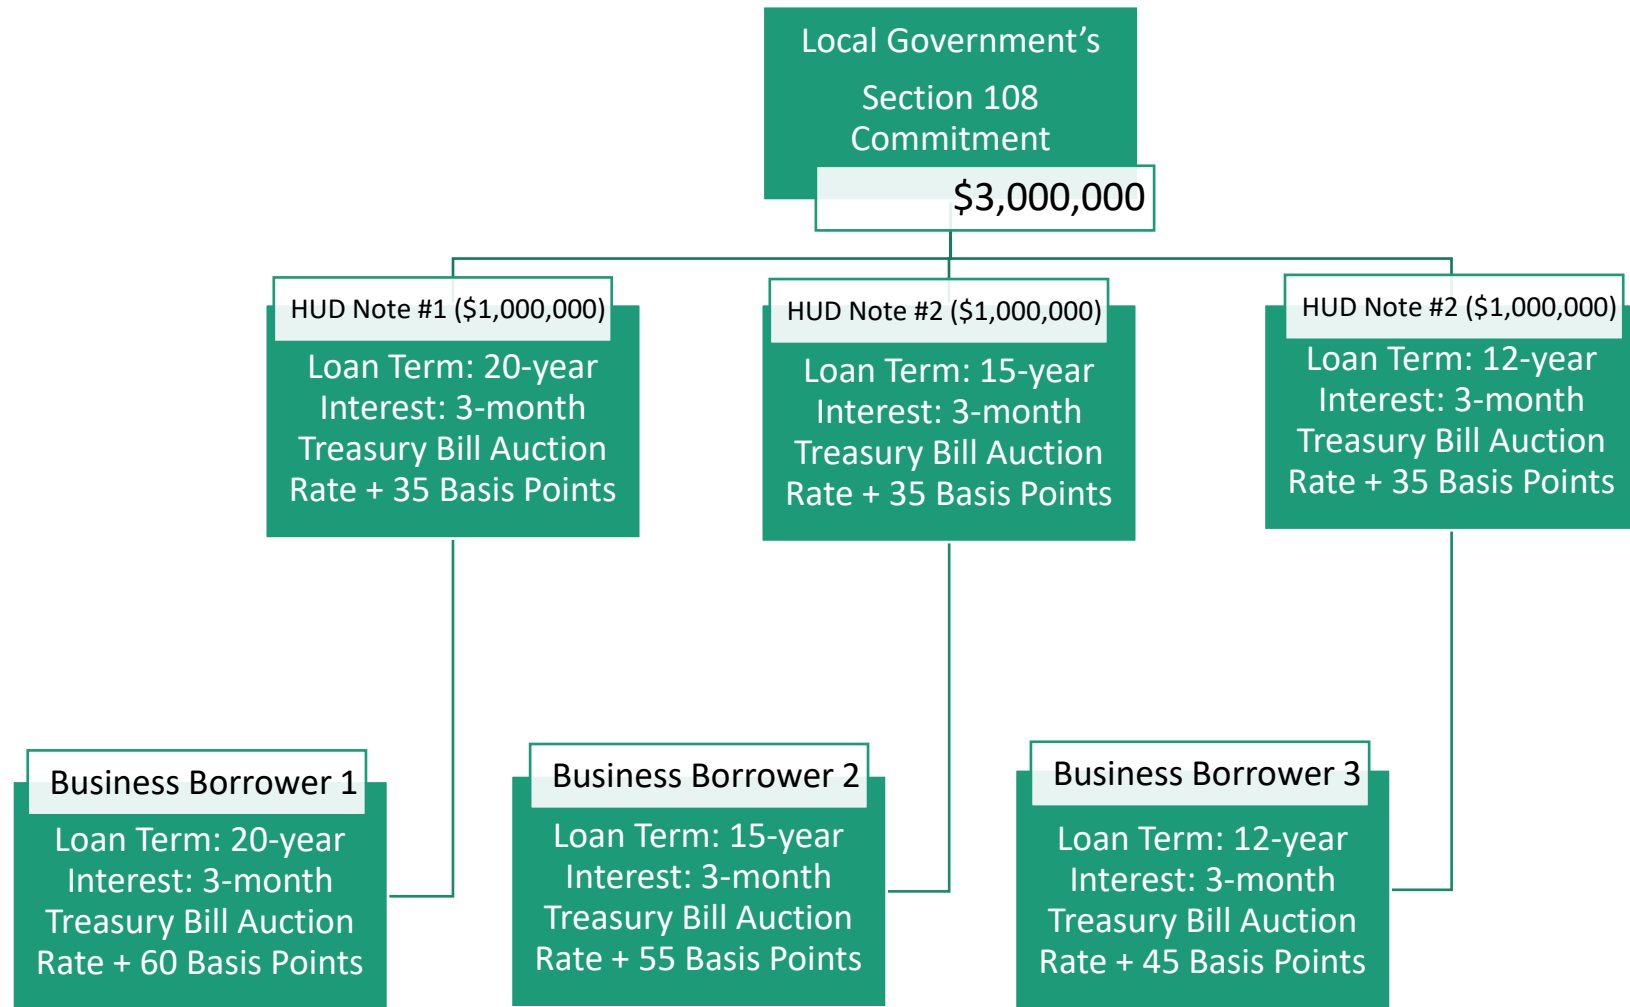 Local Government’s
Section 108
Commitment
$3,000,000
HUD Note #1 ($1,000,000)
Loan Term: 20-year
Interest: 3-month
Treasury Bill Auction
Rate + 35 Basis Points
HUD Note #2 ($1,000,000)
Loan Term: 15-year
Interest: 3-month
Treasury Bill Auction
Rate + 35 Basis Points
HUD Note #2 ($1,000,000)
Loan Term: 12-year
Interest: 3-month
Treasury Bill Auction
Rate + 35 Basis Points
Business Borrower 1
Loan Term: 20-year
Interest: 3-month
Treasury Bill Auction
Rate + 60 Basis Points
Business Borrower 2
Loan Term: 15-year
Interest: 3-month
Treasury Bill Auction
Rate + 55 Basis Points
Business Borrower 3
Loan Term: 12-year
Interest: 3-month
Treasury Bill Auction
Rate + 45 Basis Points